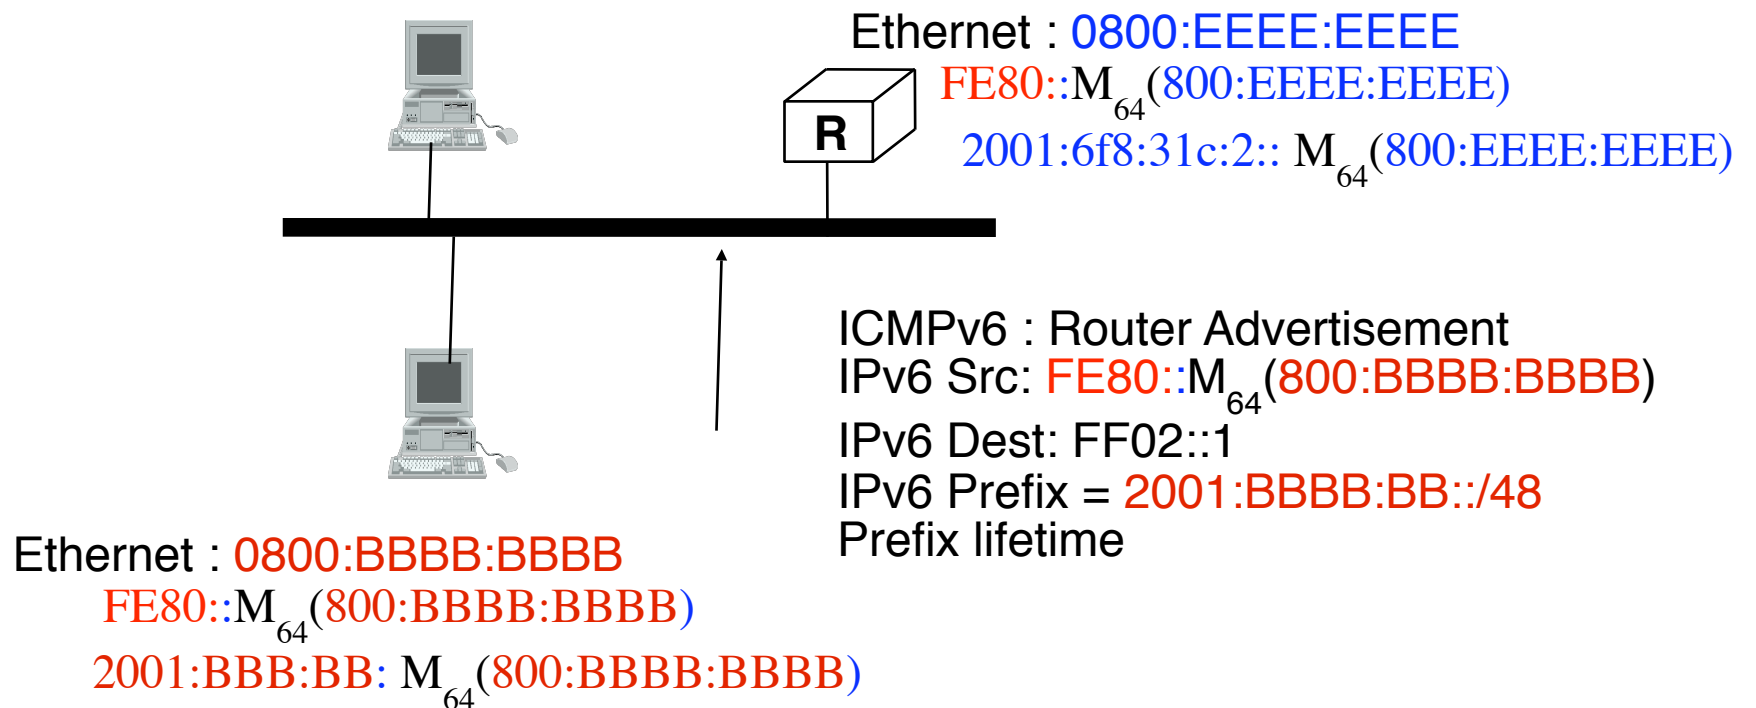 Ethernet : 0800:EEEE:EEEE
FE80::M64(800:EEEE:EEEE)
R
2001:6f8:31c:2:: M64(800:EEEE:EEEE)
ICMPv6 : Router Advertisement
IPv6 Src: FE80::M64(800:BBBB:BBBB)
IPv6 Dest: FF02::1
IPv6 Prefix = 2001:BBBB:BB::/48
Prefix lifetime
Ethernet : 0800:BBBB:BBBB
FE80::M64(800:BBBB:BBBB)
2001:BBB:BB: M64(800:BBBB:BBBB)